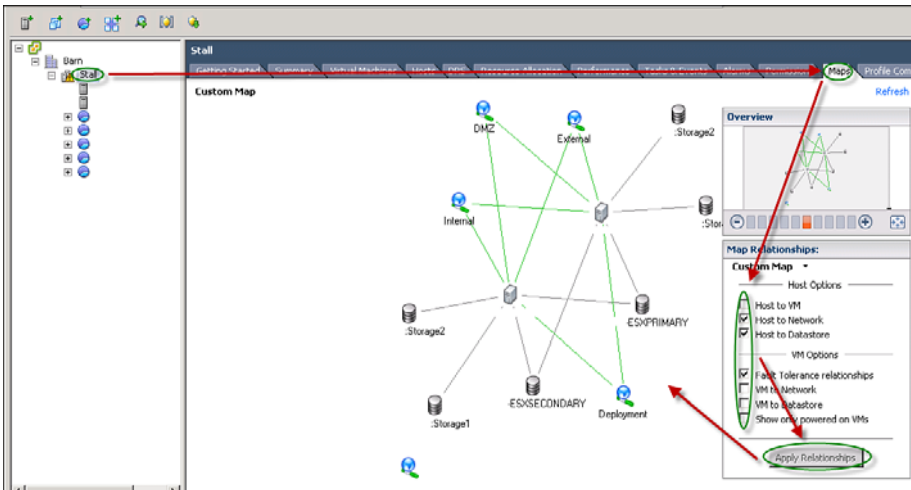 Barn
:Stall
Stall
Getting Started
Summary
Virtual Machines
Hosts
DRS
Resource Allocation
Performance
Tasks & Events
Alarms
Permissions
Maps
Profile Com
Custom Map
Refresh
Overview
DMZ
External
:Storage2
Internal
:Stor
Map Relationships:
Custom Map
Host Options
Host to VM
Host to Network
Host to Datastore
-ESXPRIMARY
:Storage2
VM Options
Fault Tolerance relationships
VM to Network
VM to Datastore
Show only powered on VMs
-ESXSECONDARY
Deployment
:Storage1
Apply Relationships